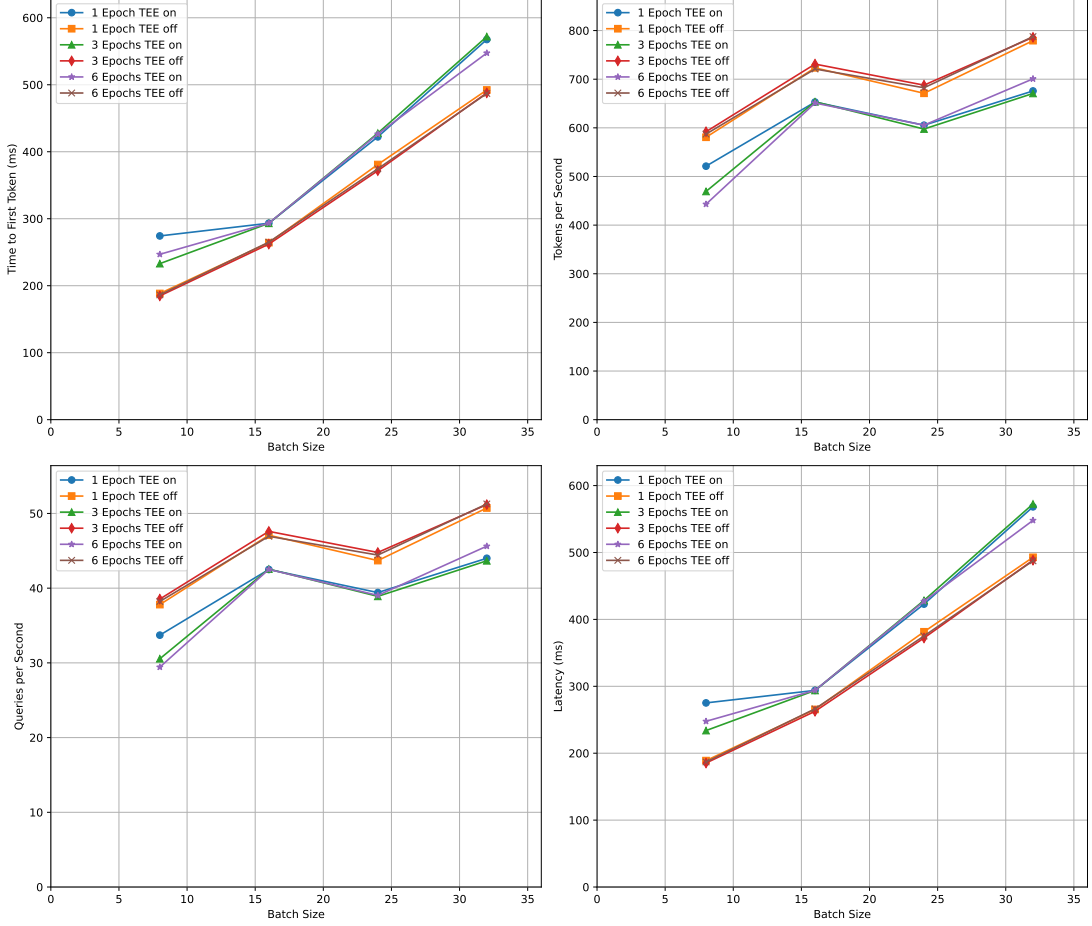 1 Epoch TEE on
1 Epoch TEE off
3 Epochs TEE on
3 Epochs TEE off
6 Epochs TEE on
6 Epochs TEE off
600
500
400
300
200
100
0
Time to First Token (ms)
0 5 10 15 20 25 30 35
Batch Size
1 Epoch TEE on
1 Epoch TEE off
3 Epochs TEE on
3 Epochs TEE off
6 Epochs TEE on
6 Epochs TEE off
800
700
600
500
400
300
200
100
0
Tokens per Second
0 5 10 15 20 25 30 35
Batch Size
1 Epoch TEE on
1 Epoch TEE off
3 Epochs TEE on
3 Epochs TEE off
6 Epochs TEE on
6 Epochs TEE off
50
40
30
20
10
0
Queries per Second
0 5 10 15 20 25 30 35
Batch Size
1 Epoch TEE on
1 Epoch TEE off
3 Epochs TEE on
3 Epochs TEE off
6 Epochs TEE on
6 Epochs TEE off
600
500
400
300
200
100
0
Latency (ms)
0 5 10 15 20 25 30 35
Batch Size